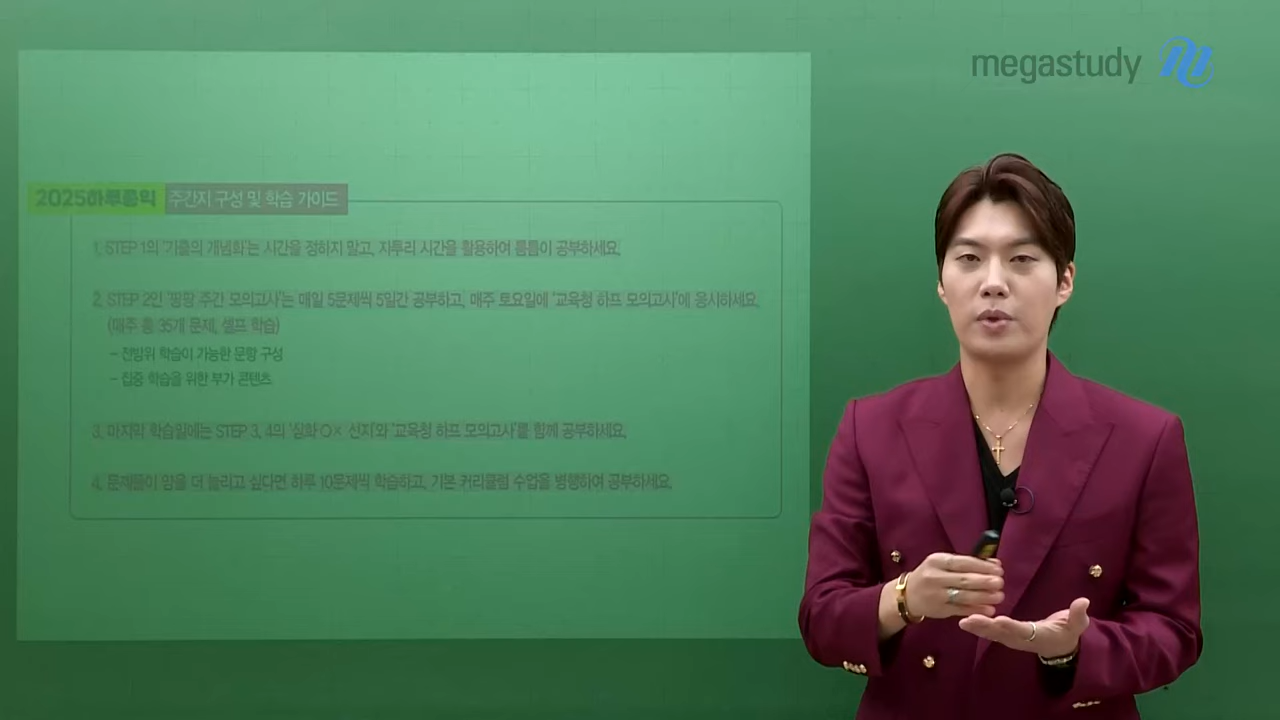 megastudy
2025하루종익 주간지 구성 및 학습 가이드
1. STEP 1의 '기출의 개념화'는 시간을 정하지 말고, 자투리 시간을 활용하여 틈틈이 공부하세요.
2. STEP 2인 '팡팡 주간 모의고사'는 매일 5문제씩 5일간 공부하고, 매주 토요일에 '교육청 하프 모의고사'에 응시하세요.
(매주 총 35개 문제, 셀프 학습)
- 전방위 학습이 가능한 문항 구성
- 집중 학습을 위한 부가 콘텐츠
3. 마지막 학습일에는 STEP 3, 4의 '심화 O× 선지'와 '교육청 하프 모의고사'를 함께 공부하세요.
4. 문제풀이 양을 더 늘리고 싶다면 하루 10문제씩 학습하고, 기본 커리큘럼 수업을 병행하여 공부하세요.